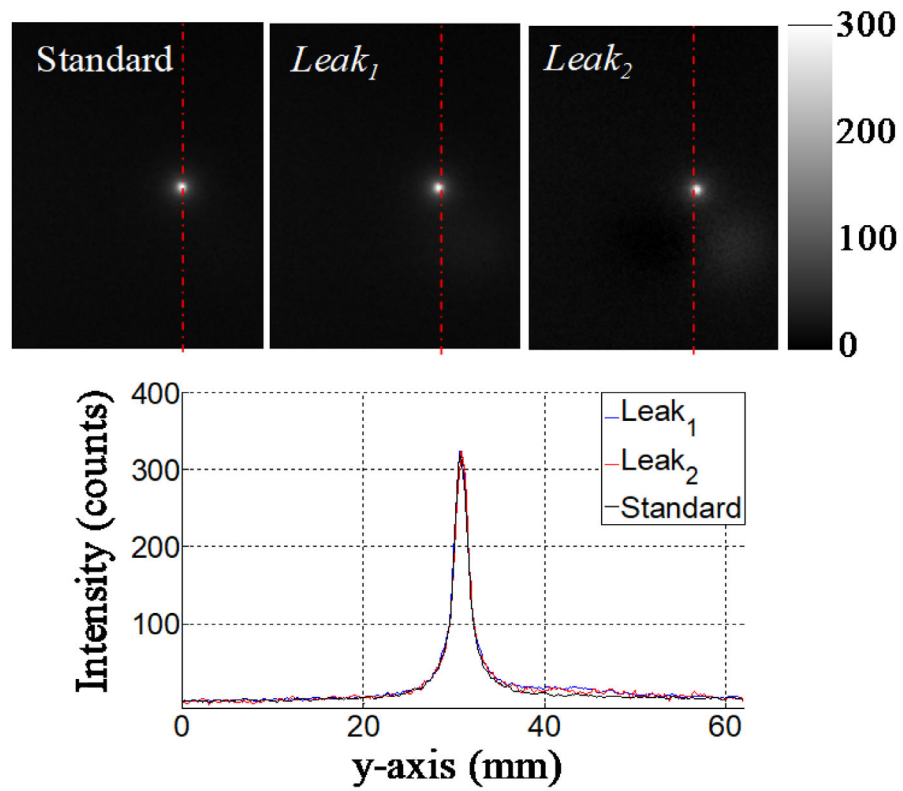 Standard
Leak1
Leak2
300
200
100
0
400
300
200
100
0
20
40
60
Leak1
Leak2
Standard
Intensity (counts)
y-axis (mm)